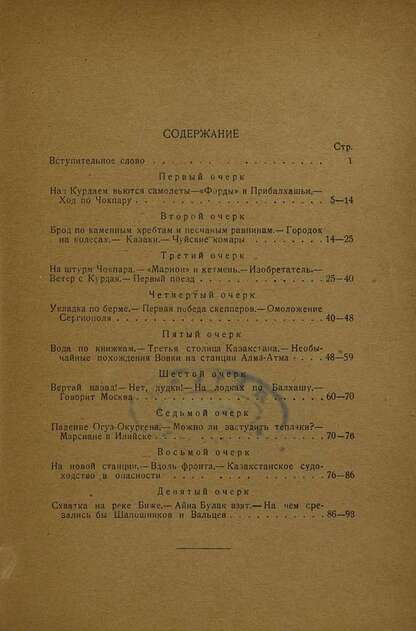 СОДЕРЖАНИЕ
Стр.
Вступительное слово . . . . . . . . . . . . . . . . 1
Первый очерк
Над Курдаем вьются самолеты—«Форды» и Прибалхашьи,—
Ход по Чокпару . . . . . . . . . . . . . . . 5—14
Второй очерк
Брод по каменным хребтам и песчаным равнинам.— Городок
на колесах.— Казаки.— Чуйские комары . . . . . . . 14—25
Третий очерк
На штурм Чокпара.— «Марион» и кетмень.— Изобретатель.—
Ветер с Курдая.— Первый поезд . . . . . . . . . 25—40
Четвертый очерк
Укладка по берме.— Первая победа скепперов.— Омоложение
Сергиополя . . . . . . . . . . . . . . . . 40—48
Пятый очерк
Вода по книжкам.— Третья столица Казакстана.— Необы-
чайные похождения Вовки на станции Алма-Ата . . . 48—59
Шестой очерк
Вертай назад!— Нет, дудки!— На лодках по Балхашу.—
Говорит Москва . . . . . . . . . . . . . . . 60—70
Седьмой очерк
Падение Огуз-Окургена.— Можно ли застудить теплачки?—
Марсиане в Илийске . . . . . . . . . . . . . 70—76
Восьмой очерк
На новой станции.— Вдоль фронта.— Казакстанское судо-
ходство в опасности . . . . . . . . . . . . . 76—86
Девятый очерк
Схватка на реке Биже.— Айна Булак взят.— На чем сре-
зались бы Шапошников и Вальцев . . . . . . . . . 86—93